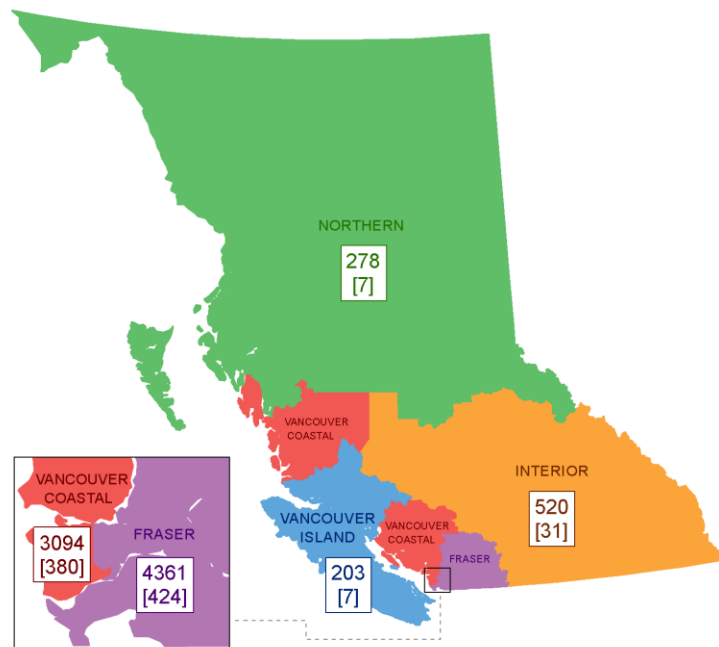 NORTHERN
278
[7]
VANCOUVER
COASTAL
INTERIOR
520
[31]
VANCOUVER
ISLAND
203
[7]
VANCOUVER
COASTAL
FRASER
VANCOUVER
COASTAL
3094
[380]
FRASER
4361
[424]